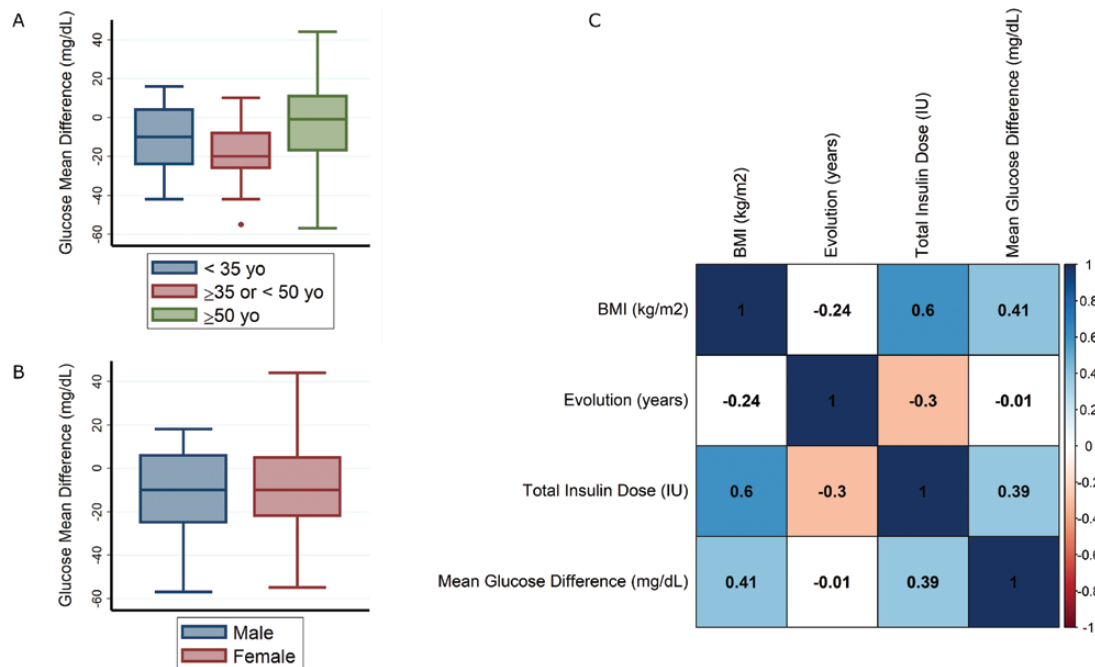 A
Glucose Mean Difference (mg/dL)
40
20
0
-20
-40
-60
< 35 yo
≥35 or < 50 yo
≥50 yo
B
Glucose Mean Difference (mg/dL)
40
20
0
-20
-40
-60
Male
Female
C
BMI (kg/m2)
Evolution (years)
Total Insulin Dose (IU)
Mean Glucose Difference (mg/dL)
BMI (kg/m2) 1 -0.24 0.6 0.41
Evolution (years) -0.24 1 -0.3 -0.01
Total Insulin Dose (IU) 0.6 -0.3 1 0.39
Mean Glucose Difference (mg/dL) 0.41 -0.01 0.39 1
1
0.8
0.6
0.4
0.2
0
-0.2
-0.4
-0.6
-0.8
-1